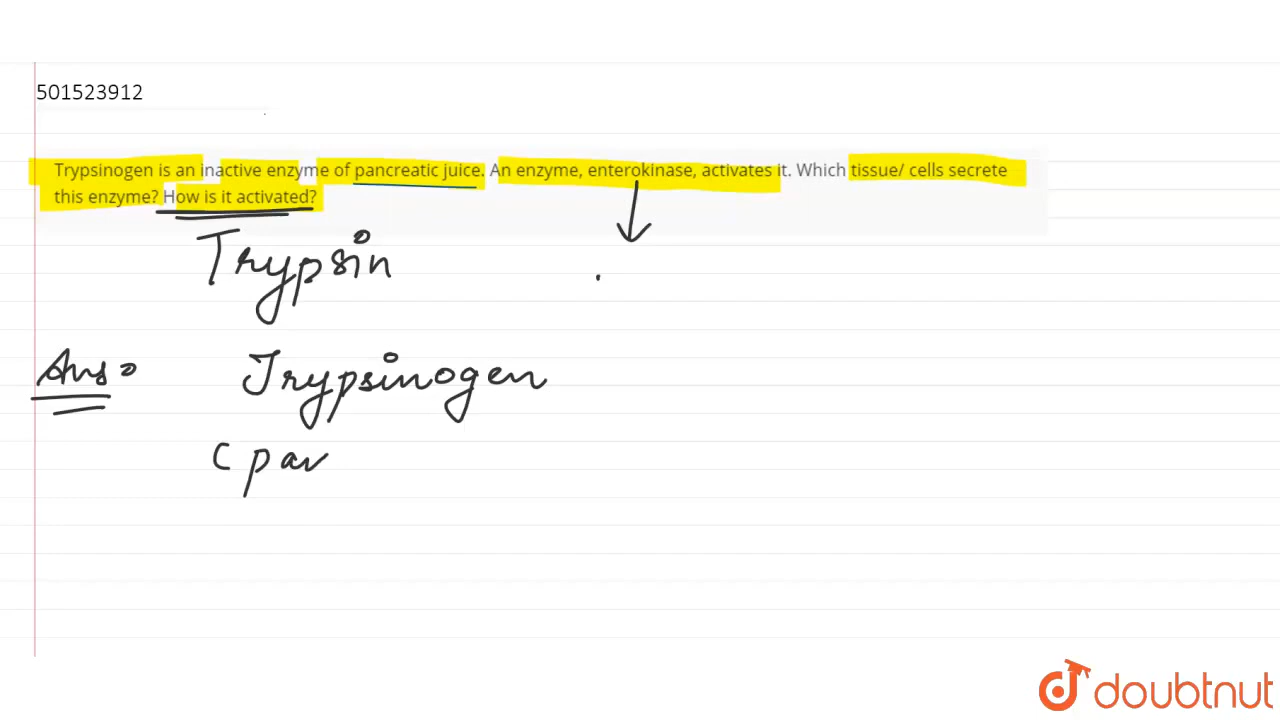 501523912
Trypsinogen is an inactive enzyme of pancreatic juice. An enzyme, enterokinase, activates it. Which tissue/ cells secrete
this enzyme? How is it activated?
Trypsin
Ans
Trypsinogen
doubtnut